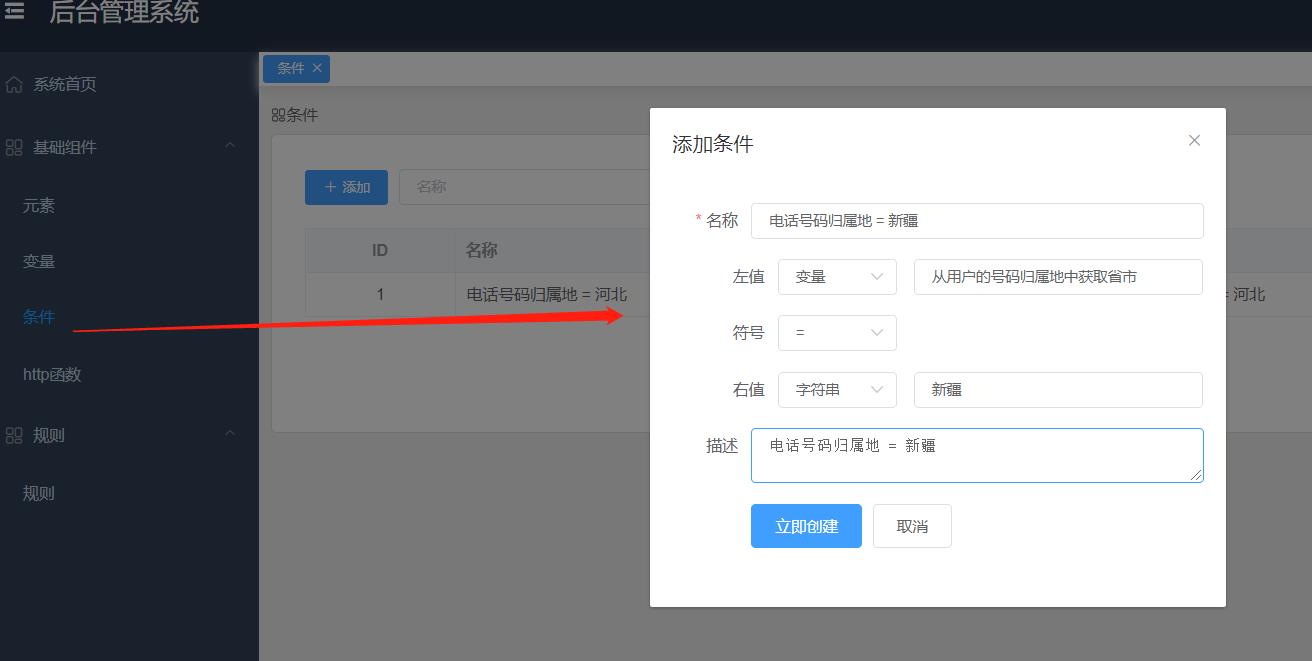 后台管理系统
系统首页
基础组件
元素
变量
条件
http函数
规则
规则
条件
条件
添加
名称
ID 名称
1 电话号码归属地 = 河北
= 河北
添加条件
* 名称 电话号码归属地 = 新疆
左值 变量 从用户的号码归属地中获取省市
符号 =
右值 字符串 新疆
描述 电话号码归属地 = 新疆
立即创建 取消